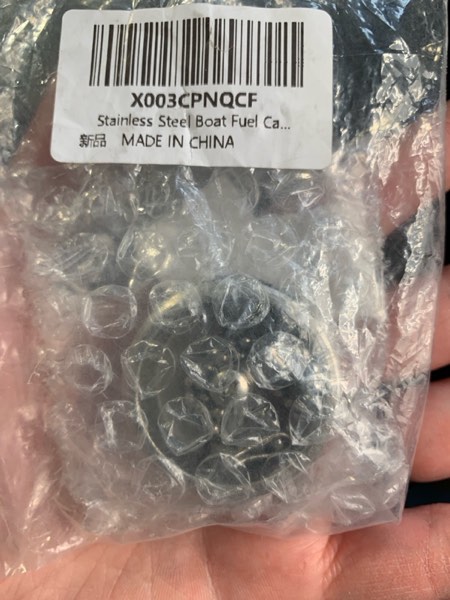 X003CPNQCF
Stainless Steel Boat Fuel Ca...
新品 MADE IN CHINA